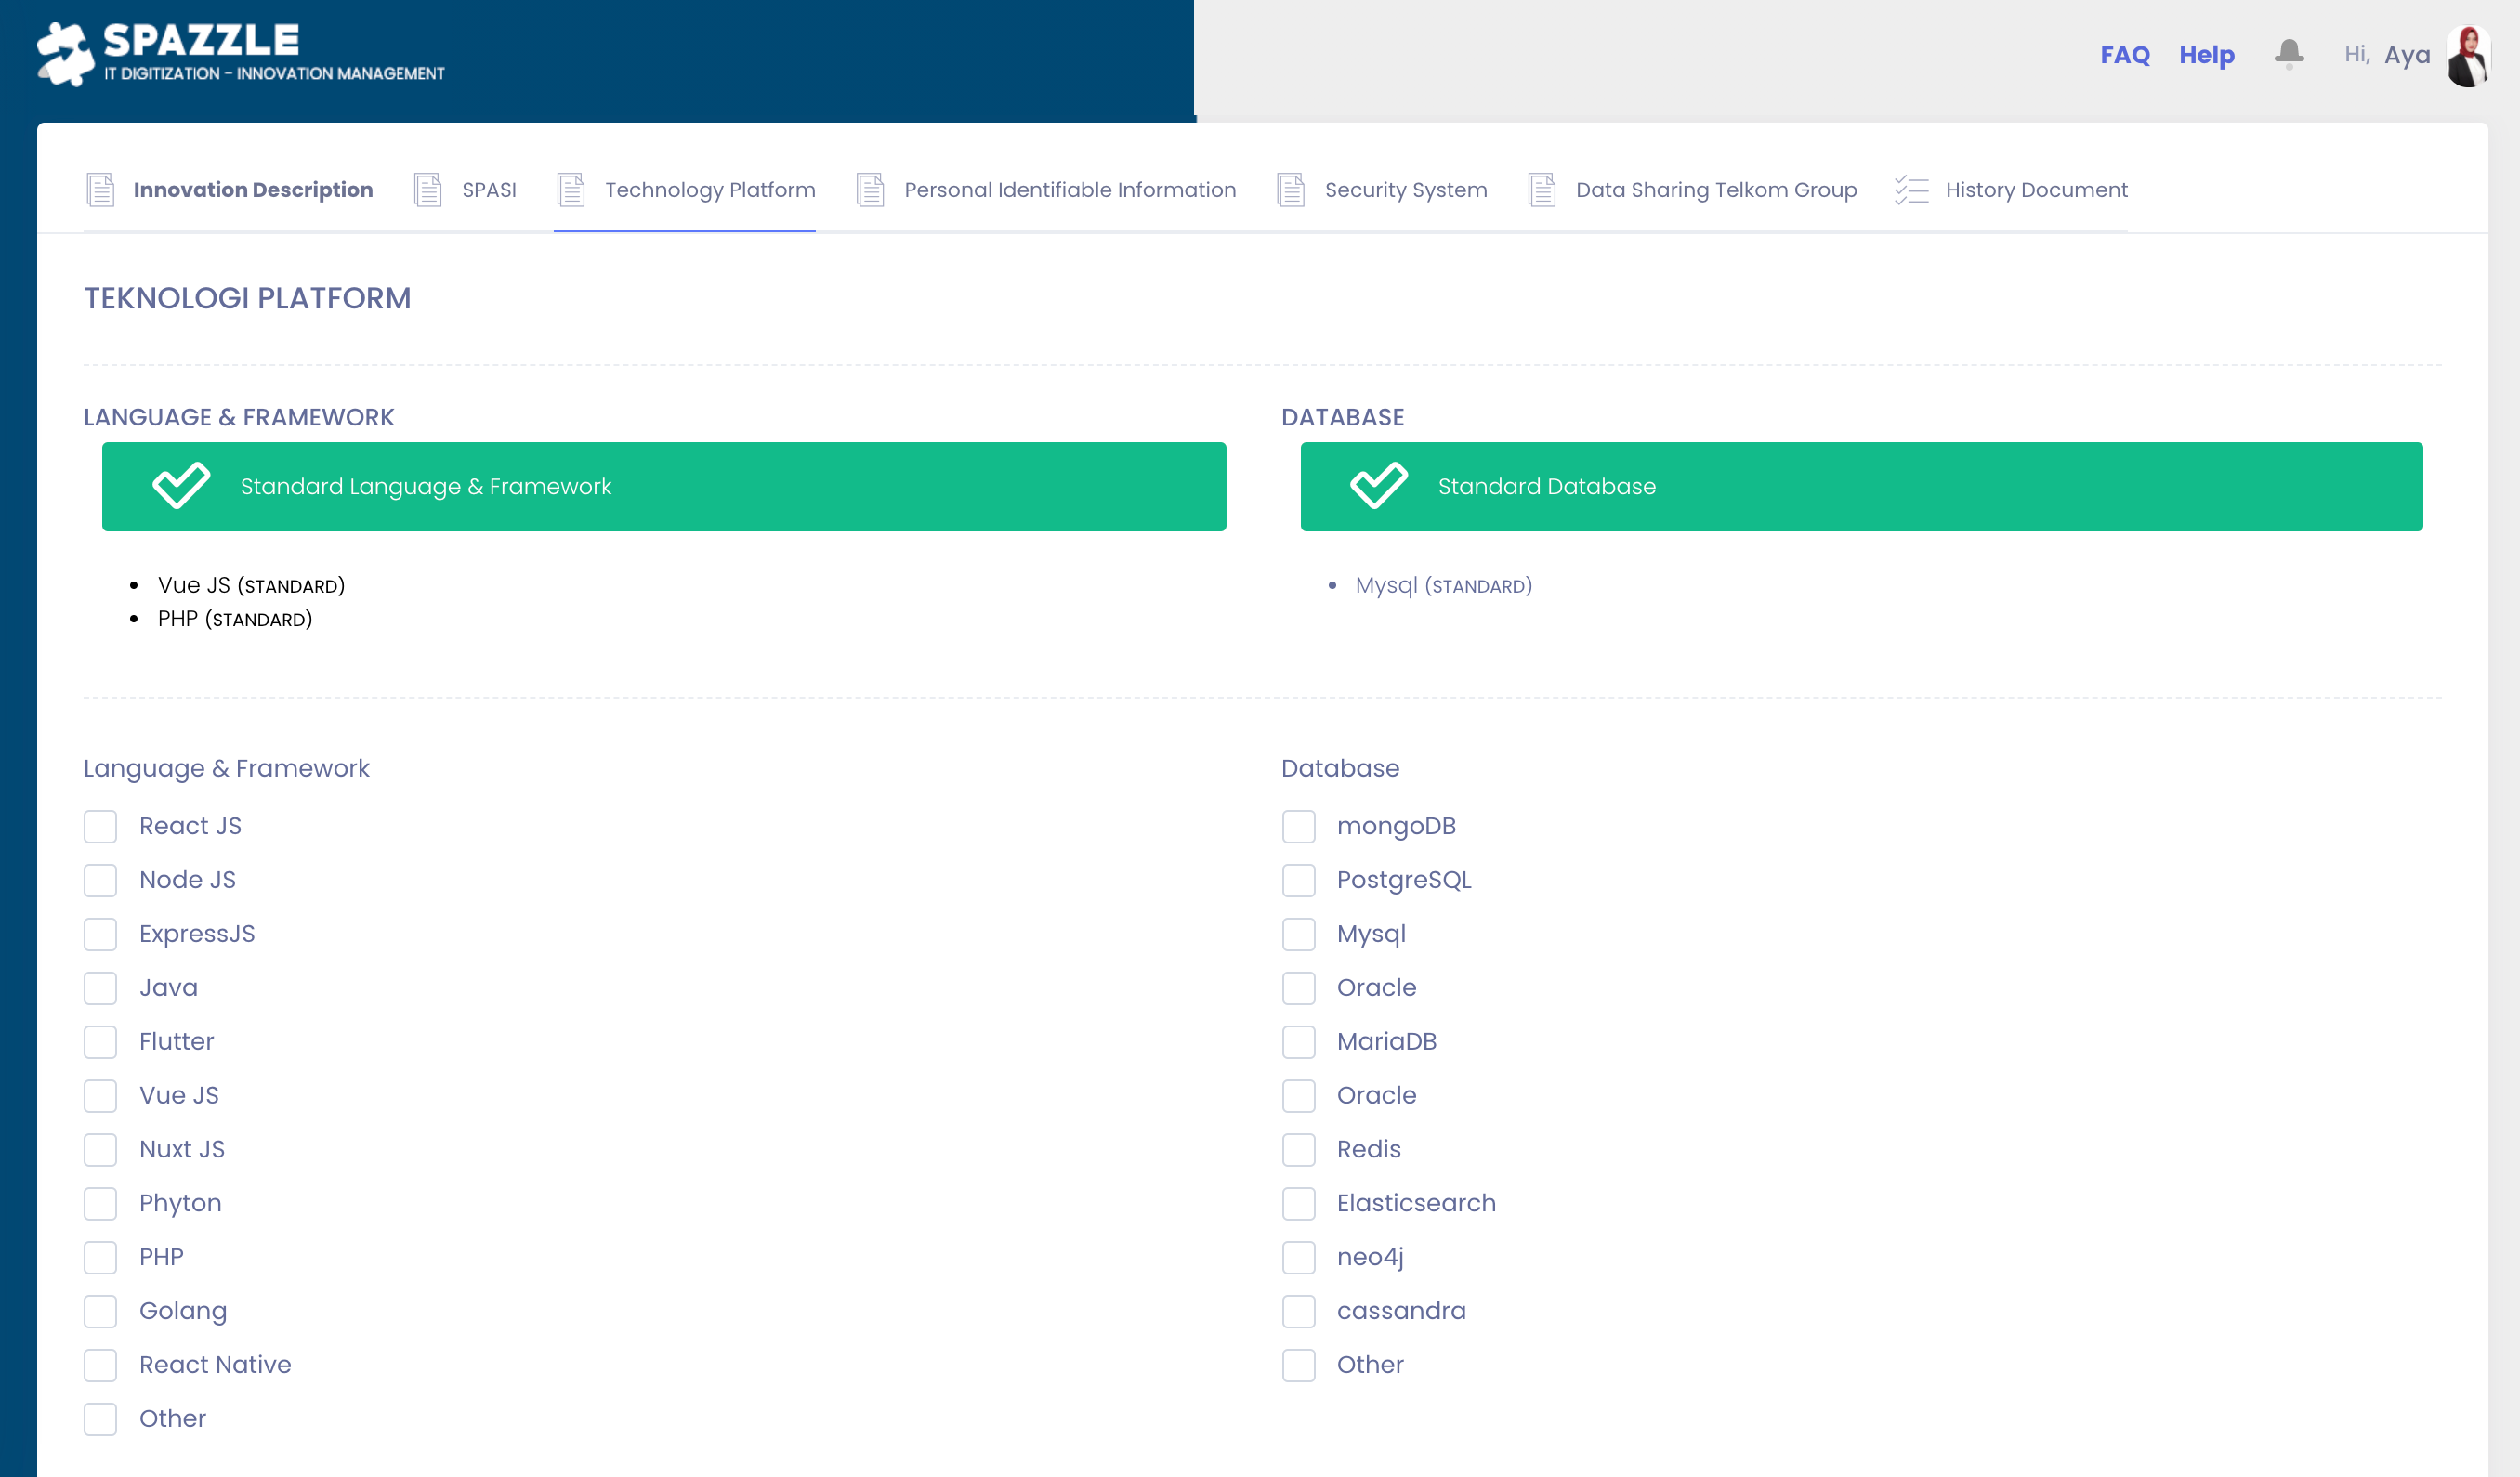 SPAZZLE
IT DIGITIZATION - INNOVATION MANAGEMENT
FAQ Help Hi, Aya
Innovation Description SPASI Technology Platform Personal Identifiable Information Security System Data Sharing Telkom Group History Document
TEKNOLOGI PLATFORM
LANGUAGE & FRAMEWORK
Standard Language & Framework
Vue JS (STANDARD)
PHP (STANDARD)
DATABASE
Standard Database
Mysql (STANDARD)
Language & Framework
React JS
Node JS
ExpressJS
Java
Flutter
Vue JS
Nuxt JS
Phyton
PHP
Golang
React Native
Other
Database
mongoDB
PostgreSQL
Mysql
Oracle
MariaDB
Oracle
Redis
Elasticsearch
neo4j
cassandra
Other